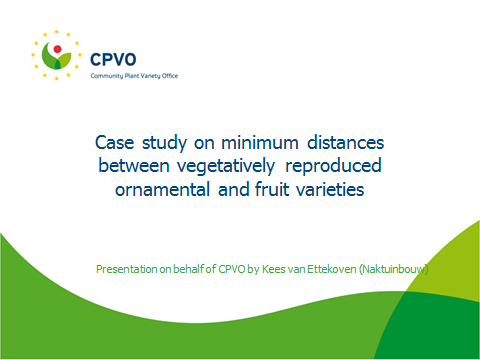 CPVO
Community Plant Variety Office
Case study on minimum distances
between vegetatively reproduced
ornamental and fruit varieties
Presentation on behalf of CPVO by Kees van Ettekoven (Naktuinbouw)